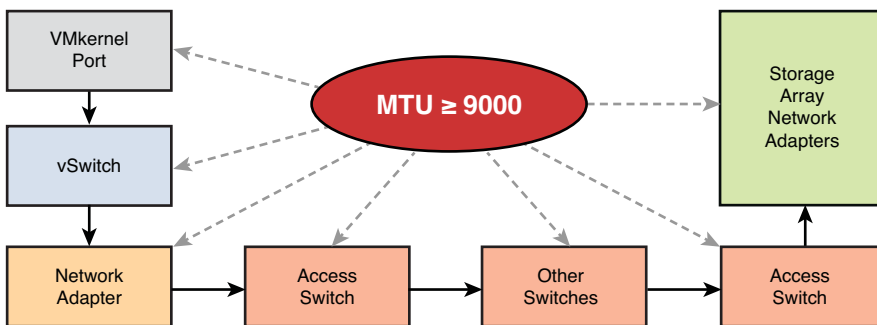 VMkernel
Port
MTU ≥ 9000
Storage
Array
Network
Adapters
vSwitch
Network
Adapter
Access
Switch
Other
Switches
Access
Switch